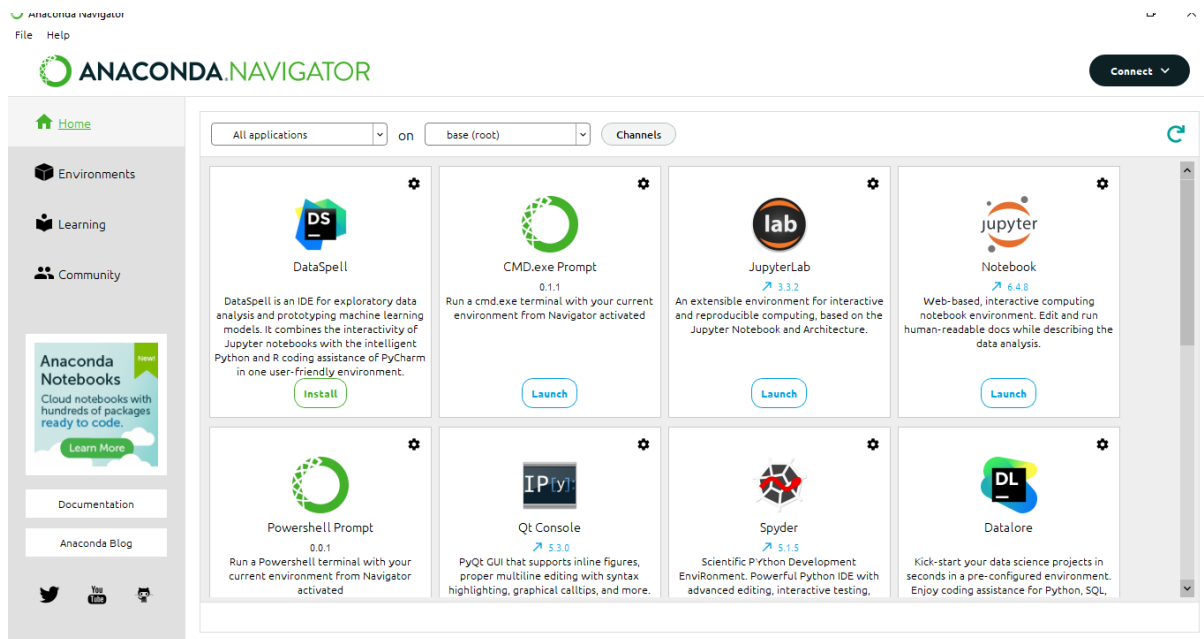 Anaconda Navigator
File Help
ANACONDA.NAVIGATOR
Connect
Home
Environments
Learning
Community
Anaconda
Notebooks
New!
Cloud notebooks with
hundreds of packages
ready to code.
Learn More
Documentation
Anaconda Blog
You
Tube
All applications on base (root) Channels
DS
DataSpell
DataSpell is an IDE for exploratory data
analysis and prototyping machine learning
models. It combines the interactivity of
Jupyter notebooks with the intelligent
Python and R coding assistance of PyCharm
in one user-friendly environment.
Install
CMD.exe Prompt
0.1.1
Run a cmd.exe terminal with your current
environment from Navigator activated
Launch
lab
JupyterLab
3.3.2
An extensible environment for interactive
and reproducible computing, based on the
Jupyter Notebook and Architecture.
Launch
jupyter
Notebook
6.4.8
Web-based, interactive computing
notebook environment. Edit and run
human-readable docs while describing the
data analysis.
Launch
Powershell Prompt
0.0.1
Run a Powershell terminal with your
current environment from Navigator
activated
IP[y]:
Qt Console
5.3.0
PyQt GUI that supports inline figures,
proper multiline editing with syntax
highlighting, graphical calltips, and more.
Spyder
5.1.5
Scientific PYthon Development
EnviRonment. Powerful Python IDE with
advanced editing, interactive testing,
DL
Datalore
Kick-start your data science projects in
seconds in a pre-configured environment.
Enjoy coding assistance for Python, SQL,